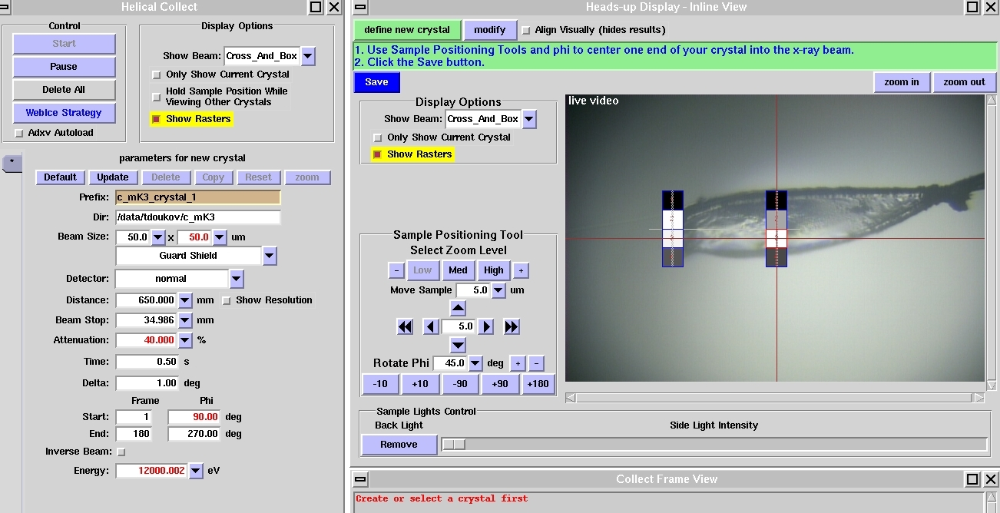 Helical Collect
Control
Start
Pause
Delete All
WebIce Strategy
Adxv Autoload
Display Options
Show Beam: Cross_And_Box
Only Show Current Crystal
Hold Sample Position While
Viewing Other Crystals
Show Rasters
*
parameters for new crystal
Default Update Delete Copy Reset zoom
Prefix: c_mK3_crystal_1
Dir: /data/tdoukov/c_mK3
Beam Size: 50.0 x 50.0 um
Guard Shield
Detector: normal
Distance: 650.000 mm Show Resolution
Beam Stop: 34.986 mm
Attenuation: 40.000 %
Time: 0.50 s
Delta: 1.00 deg
Frame Phi
Start: 1 90.00 deg
End: 180 270.00 deg
Inverse Beam:
Energy: 12000.002 eV
Heads-up Display - Inline View
define new crystal modify Align Visually (hides results)
1. Use Sample Positioning Tools and phi to center one end of your crystal into the x-ray beam.
2. Click the Save button.
Save zoom in zoom out
Display Options
Show Beam: Cross_And_Box
Only Show Current Crystal
Show Rasters
live video
Sample Positioning Tool
Select Zoom Level
- Low Med High +
Move Sample 5.0 um
5.0
Rotate Phi 45.0 deg + -
-10 +10 -90 +90 +180
Sample Lights Control
Back Light Side Light Intensity
Remove
Collect Frame View
Create or select a crystal first